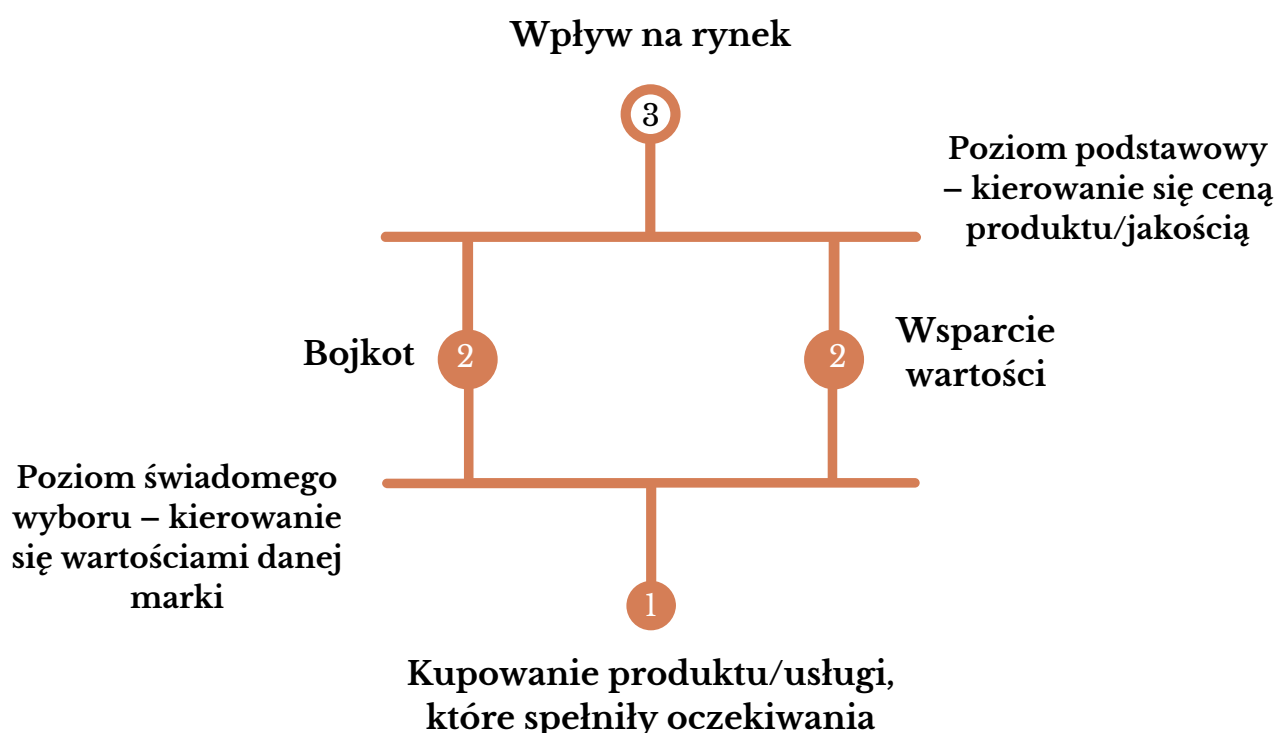 Wpływ na rynek
3
Poziom podstawowy
– kierowanie się ceną
produktu/jakością
Bojkot
2
2
Wsparcie
wartości
Poziom świadomego
wyboru – kierowanie
się wartościami danej
marki
1
Kupowanie produktu/usługi,
które spełniły oczekiwania